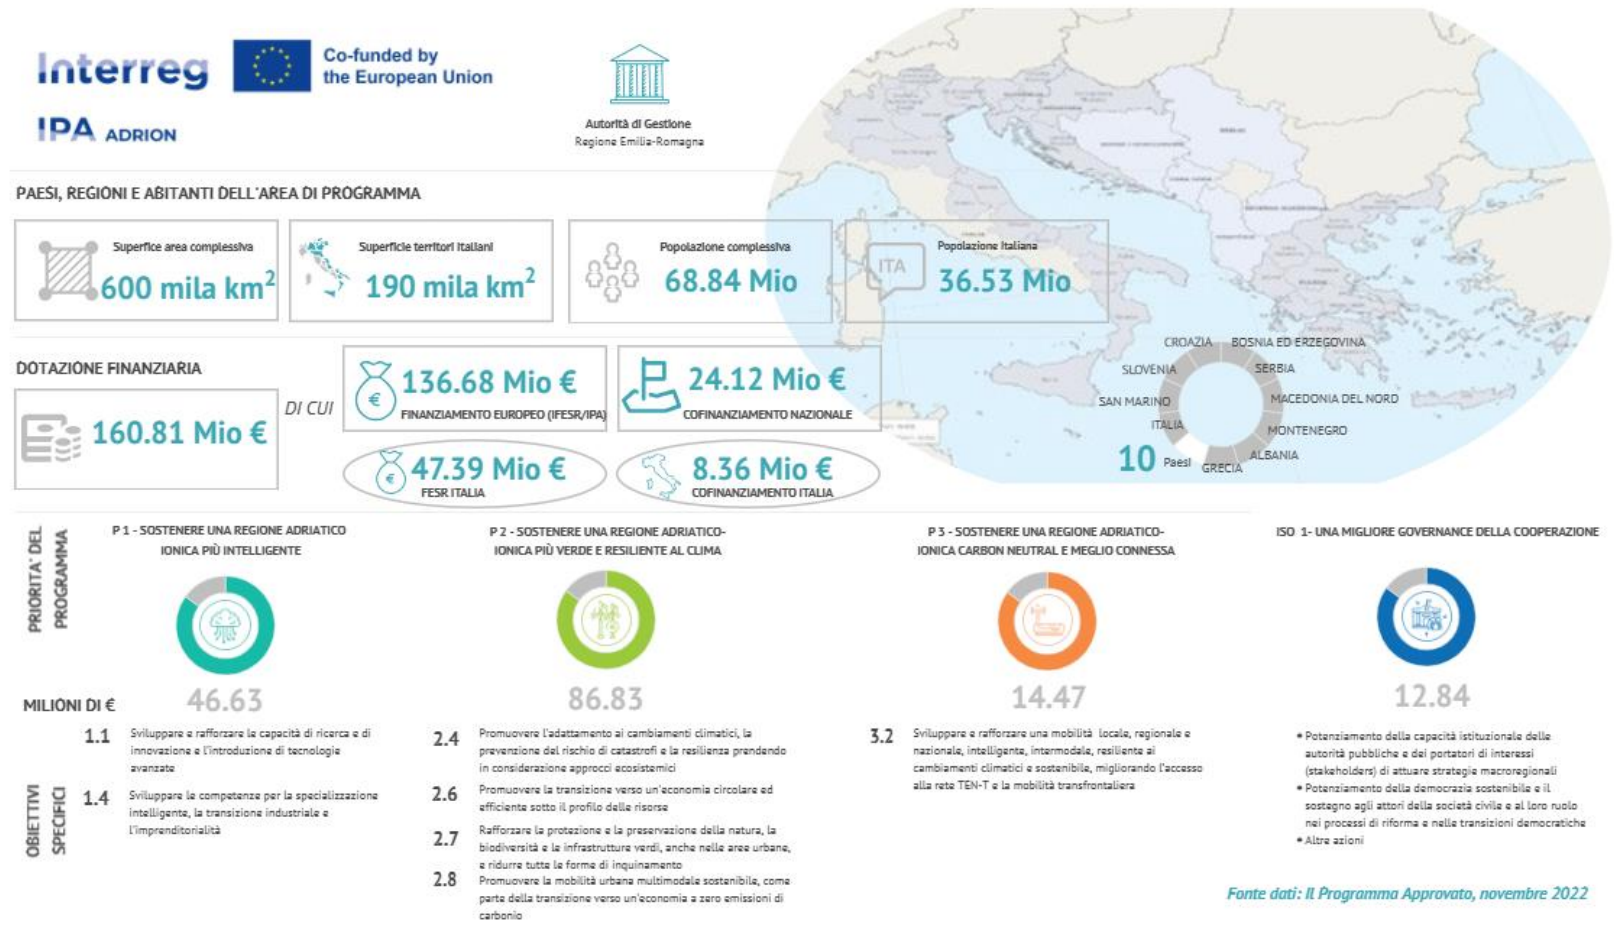 Interreg
Co-funded by
the European Union
IPA ADRION
Autorità di Gestione
Regione Emilia-Romagna
PAESI, REGIONI E ABITANTI DELL'AREA DI PROGRAMMA
Superfice area complessiva
600 mila km²
Superficie territori italiani
190 mila km²
Popolazione complessiva
68.84 Mio
ITA
Popolazione Italiana
36.53 Mio
DOTAZIONE FINANZIARIA
160.81 Mio €
DI CUI
136.68 Mio €
FINANZIAMENTO EUROPEO (IFESR/IPA)
24.12 Mio €
COFINANZIAMENTO NAZIONALE
47.39 Mio €
FESR ITALIA
8.36 Mio €
COFINANZIAMENTO ITALIA
CROAZIA
BOSNIA ED ERZEGOVINA
SLOVENIA
SERBIA
SAN MARINO
MACEDONIA DEL NORD
ITALIA
MONTENEGRO
ALBANIA
GRECIA
10 Paesi
PRIORITA' DEL
PROGRAMMA
P 1 - SOSTENERE UNA REGIONE ADRIATICO
IONICA PIÙ INTELLIGENTE
P 2 - SOSTENERE UNA REGIONE ADRIATICO-
IONICA PIÙ VERDE E RESILIENTE AL CLIMA
P 3 - SOSTENERE UNA REGIONE ADRIATICO-
IONICA CARBON NEUTRAL E MEGLIO CONNESSA
ISO 1- UNA MIGLIORE GOVERNANCE DELLA COOPERAZIONE
MILIONI DI €
46.63
86.83
14.47
12.84
OBIETTIVI
SPECIFICI
1.1 Sviluppare e rafforzare le capacità di ricerca e di
innovazione e l'introduzione di tecnologie
avanzate
1.4 Sviluppare le competenze per la specializzazione
intelligente, la transizione industriale e
l'imprenditorialità
2.4 Promuovere l'adattamento ai cambiamenti climatici, la
prevenzione del rischio di catastrofi e la resilienza prendendo
in considerazione approcci ecosistemici
2.6 Promuovere la transizione verso un'economia circolare ed
efficiente sotto il profilo delle risorse
2.7 Rafforzare la protezione e la preservazione della natura, la
biodiversità e le infrastrutture verdi, anche nelle aree urbane,
e ridurre tutte le forme di inquinamento
2.8 Promuovere la mobilità urbana multimodale sostenibile, come
parte della transizione verso un'economia a zero emissioni di
carbonio
3.2 Sviluppare e rafforzare una mobilità locale, regionale e
nazionale, intelligente, intermodale, resiliente ai
cambiamenti climatici e sostenibile, migliorando l'accesso
alla rete TEN-T e la mobilità transfrontaliera
• Potenziamento della capacità istituzionale delle
autorità pubbliche e dei portatori di interessi
(stakeholders) di attuare strategie macroregionali
• Potenziamento della democrazia sostenibile e il
sostegno agli attori della società civile e al loro ruolo
nei processi di riforma e nelle transizioni democratiche
• Altre azioni
Fonte dati: Il Programma Approvato, novembre 2022